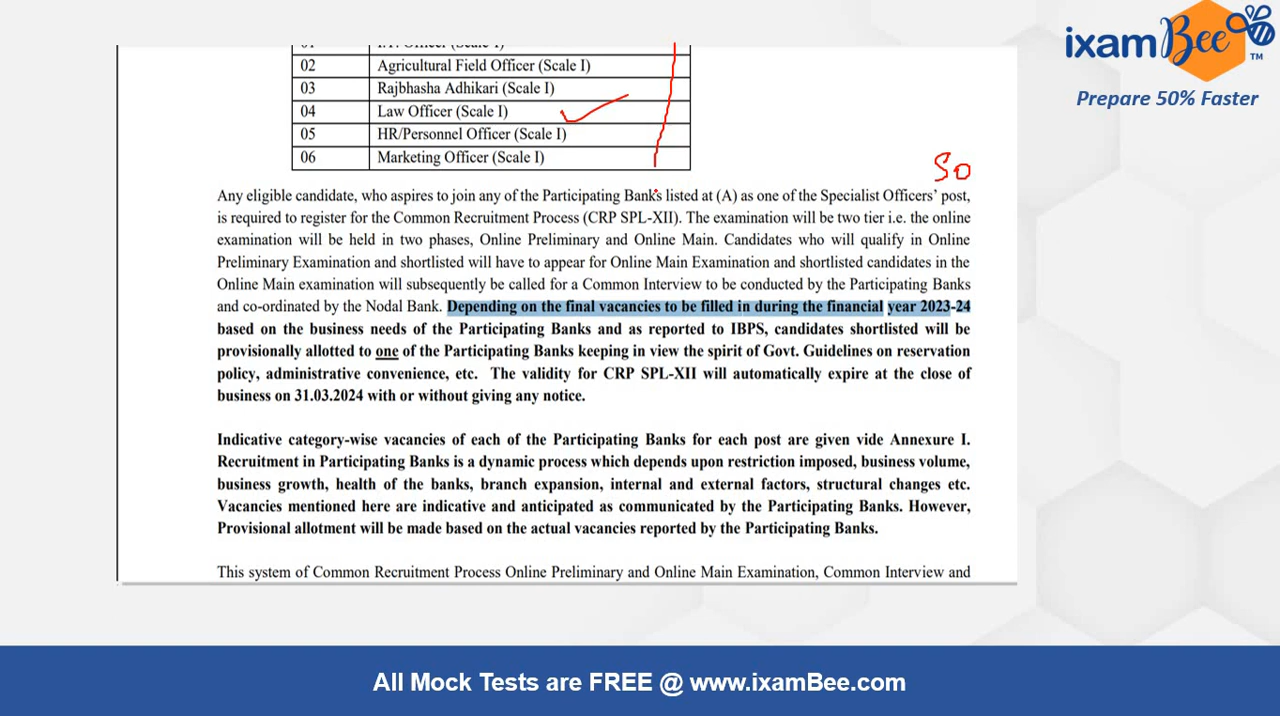 ixamBee
TM
Prepare 50% Faster
01 I.T. Officer (Scale I)
02 Agricultural Field Officer (Scale I)
03 Rajbhasha Adhikari (Scale I)
04 Law Officer (Scale I)
05 HR/Personnel Officer (Scale I)
06 Marketing Officer (Scale I)
SO
Any eligible candidate, who aspires to join any of the Participating Banks listed at (A) as one of the Specialist Officers' post,
is required to register for the Common Recruitment Process (CRP SPL-XII). The examination will be two tier i.e. the online
examination will be held in two phases, Online Preliminary and Online Main. Candidates who will qualify in Online
Preliminary Examination and shortlisted will have to appear for Online Main Examination and shortlisted candidates in the
Online Main examination will subsequently be called for a Common Interview to be conducted by the Participating Banks
and co-ordinated by the Nodal Bank. Depending on the final vacancies to be filled in during the financial year 2023-24
based on the business needs of the Participating Banks and as reported to IBPS, candidates shortlisted will be
provisionally allotted to one of the Participating Banks keeping in view the spirit of Govt. Guidelines on reservation
policy, administrative convenience, etc. The validity for CRP SPL-XII will automatically expire at the close of
business on 31.03.2024 with or without giving any notice.
Indicative category-wise vacancies of each of the Participating Banks for each post are given vide Annexure I.
Recruitment in Participating Banks is a dynamic process which depends upon restriction imposed, business volume,
business growth, health of the banks, branch expansion, internal and external factors, structural changes etc.
Vacancies mentioned here are indicative and anticipated as communicated by the Participating Banks. However,
Provisional allotment will be made based on the actual vacancies reported by the Participating Banks.
This system of Common Recruitment Process Online Preliminary and Online Main Examination, Common Interview and
All Mock Tests are FREE @ www.ixamBee.com